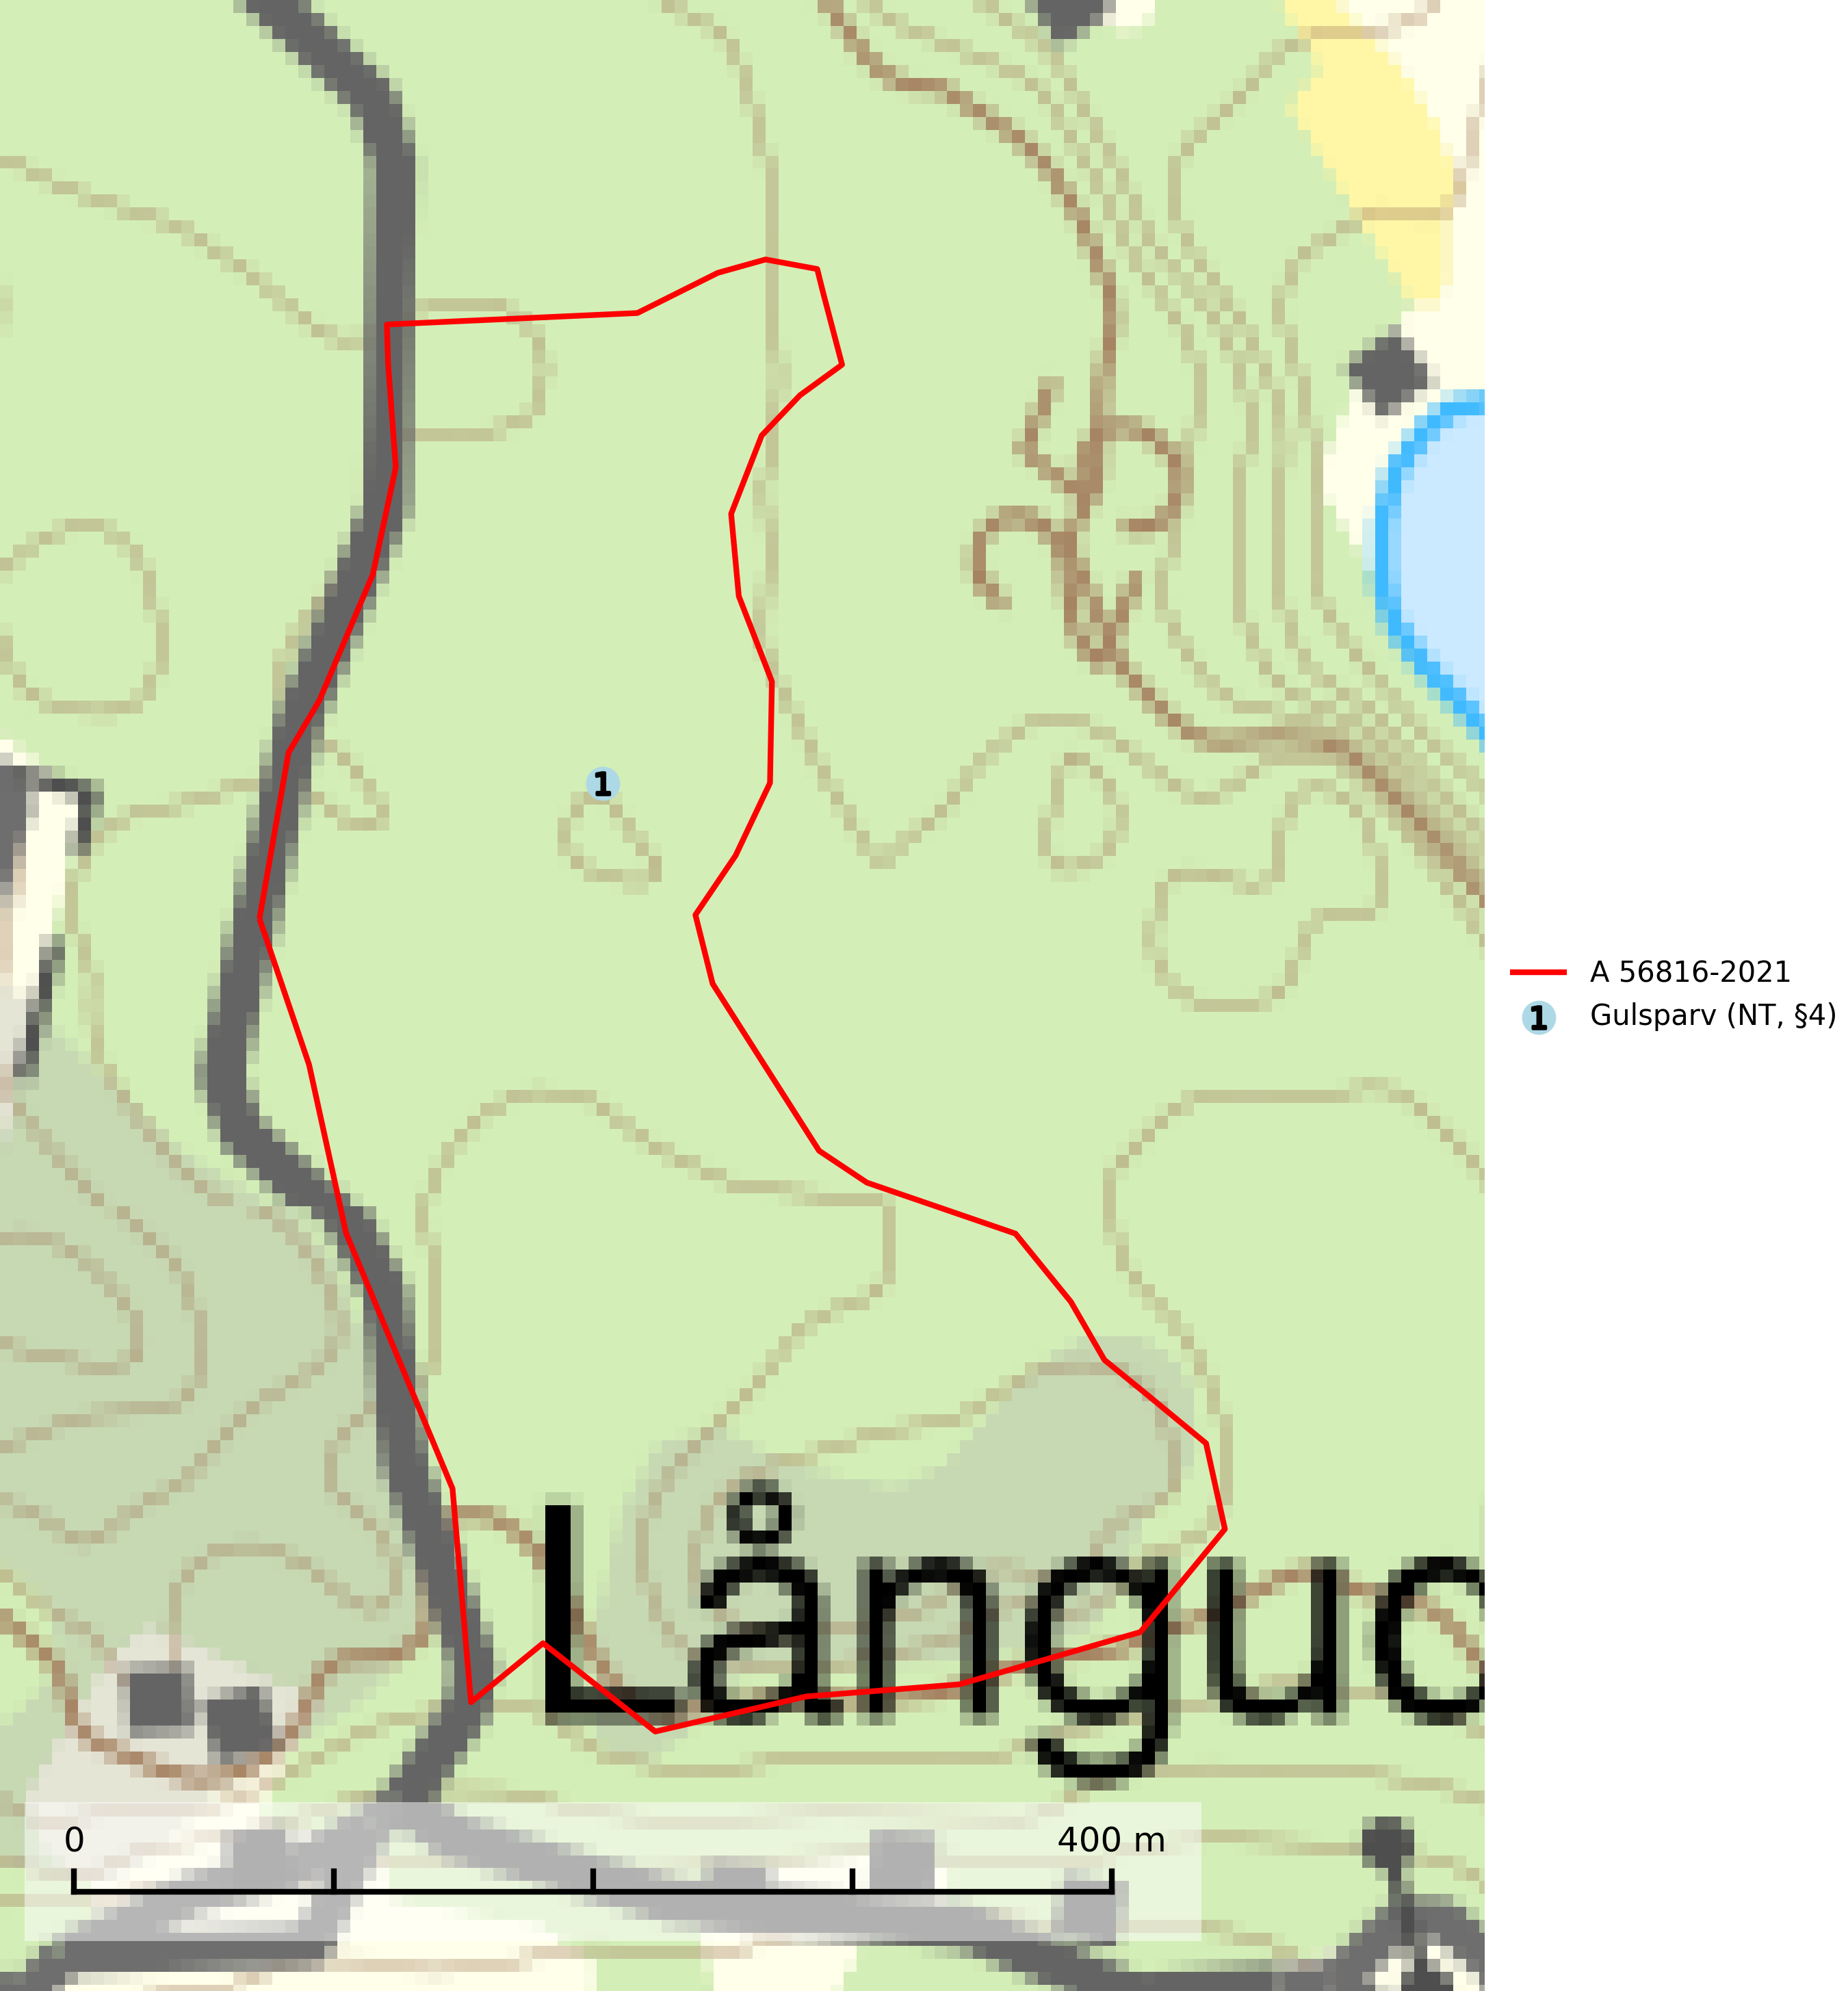 1
A 56816-2021
1 Gulsparv (NT, §4)
Långud
0 400 m